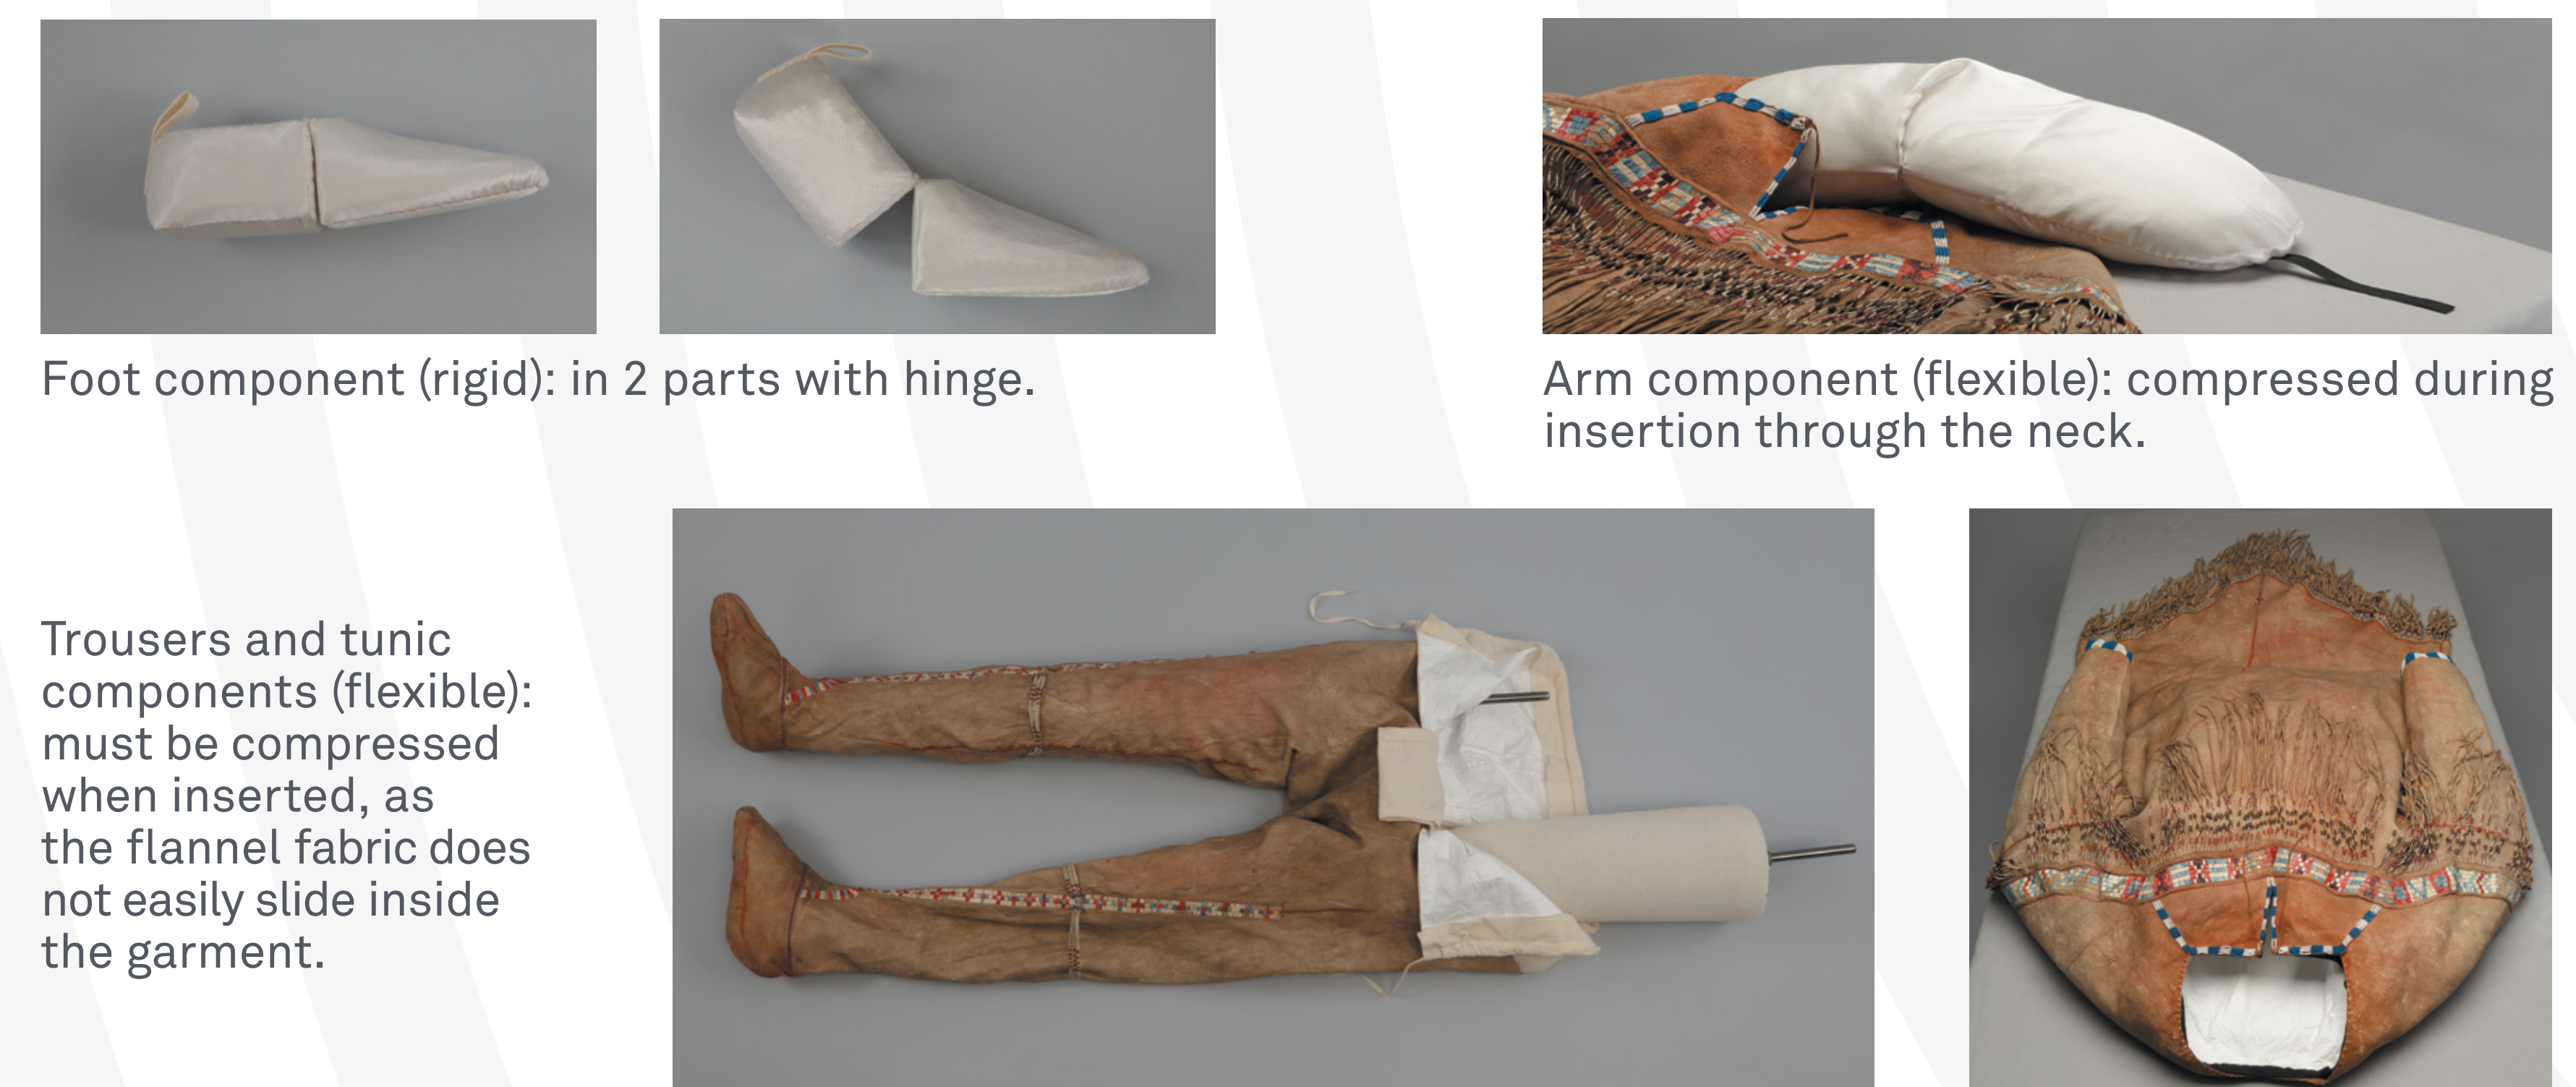 Foot component (rigid): in 2 parts with hinge.
Arm component (flexible): compressed during
insertion through the neck.
Trousers and tunic
components (flexible):
must be compressed
when inserted, as
the flannel fabric does
not easily slide inside
the garment.